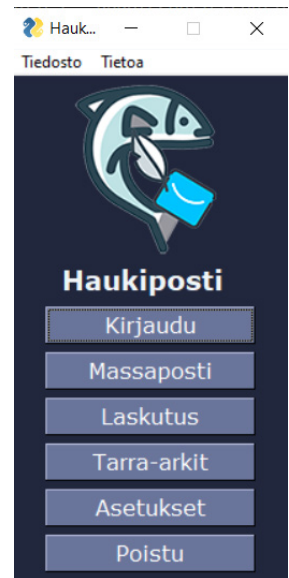 Hauk...
Tiedosto Tietoa
Haukiposti
Kirjaudu
Massaposti
Laskutus
Tarra-arkit
Asetukset
Poistu